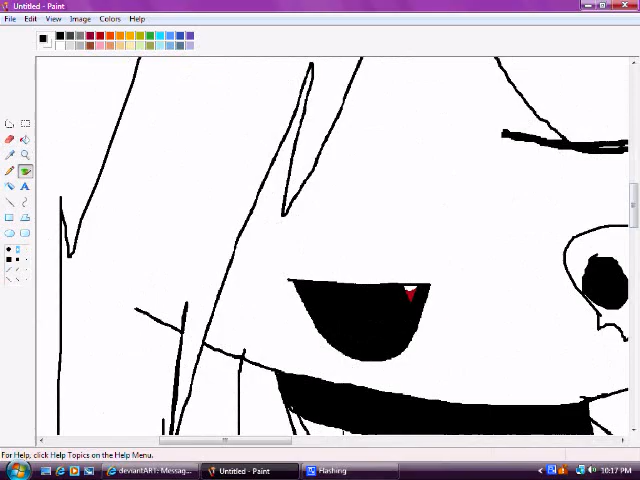 Untitled - Paint
File Edit View Image Colors Help
A
For Help, click Help Topics on the Help Menu.
deviantART: Messag... Untitled - Paint Flashing 10:17 PM